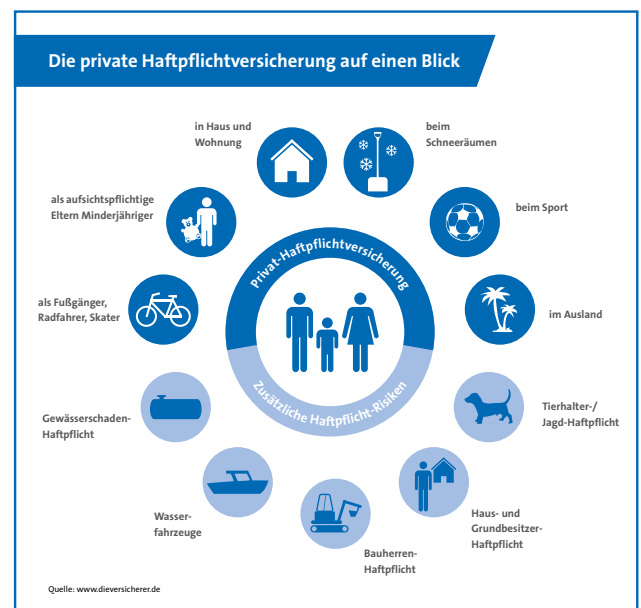 Die private Haftpflichtversicherung auf einen Blick
in Haus und
Wohnung
beim
Schneeräumen
als aufsichtspflichtige
Eltern Minderjähriger
beim Sport
Privat-Haftpflichtversicherung
als Fußgänger,
Radfahrer, Skater
im Ausland
Zusätzliche Haftpflicht-Risiken
Gewässerschaden-
Haftpflicht
Tierhalter-/
Jagd-Haftpflicht
Wasser-
fahrzeuge
Haus- und
Grundbesitzer-
Haftpflicht
Bauherren-
Haftpflicht
Quelle: www.dieversicherer.de